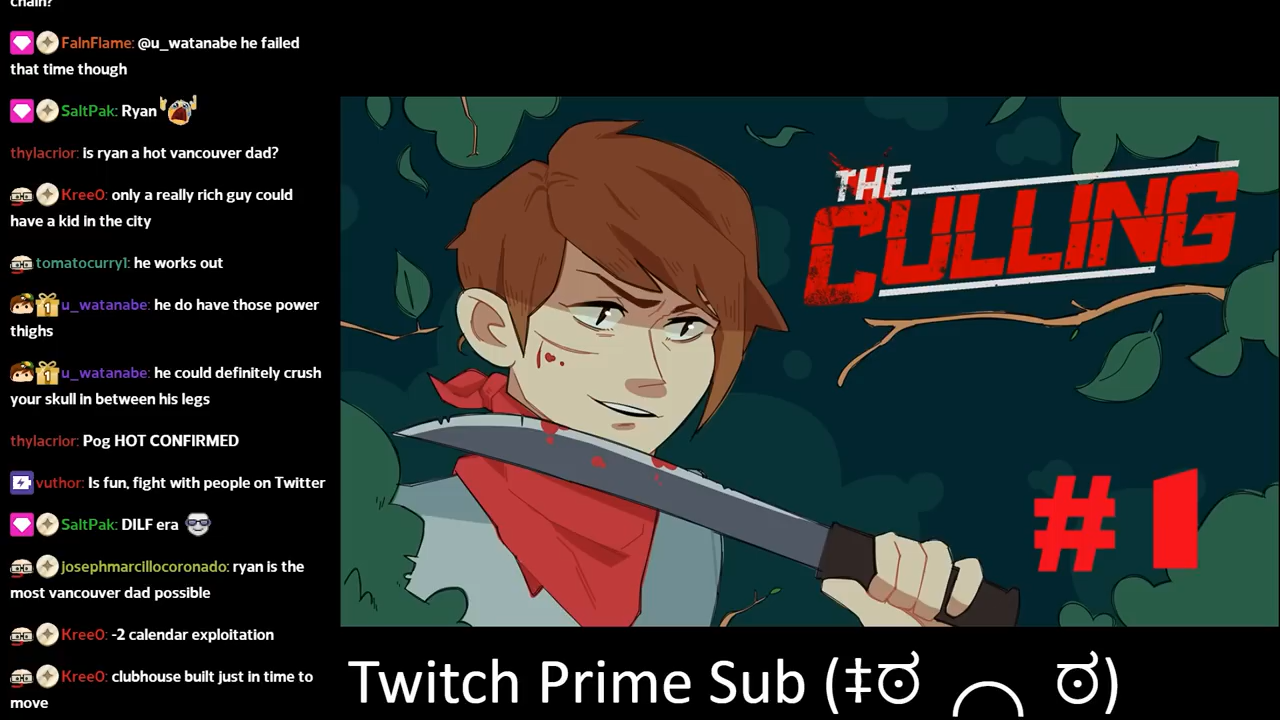 chain?
FalnFlame: @u_watanabe he failed
that time though
SaltPak: Ryan
thylacrior: is ryan a hot vancouver dad?
KreeO: only a really rich guy could
have a kid in the city
tomatocurry1: he works out
1 u_watanabe: he do have those power
thighs
1 u_watanabe: he could definitely crush
your skull in between his legs
thylacrior: Pog HOT CONFIRMED
vuthor: Is fun, fight with people on Twitter
SaltPak: DILF era
josephmarcillocoronado: ryan is the
most vancouver dad possible
KreeO: -2 calendar exploitation
KreeO: clubhouse built just in time to
move
THE
CULLING
#1
Twitch Prime Sub (‡ಠ ╭╮ ಠ)